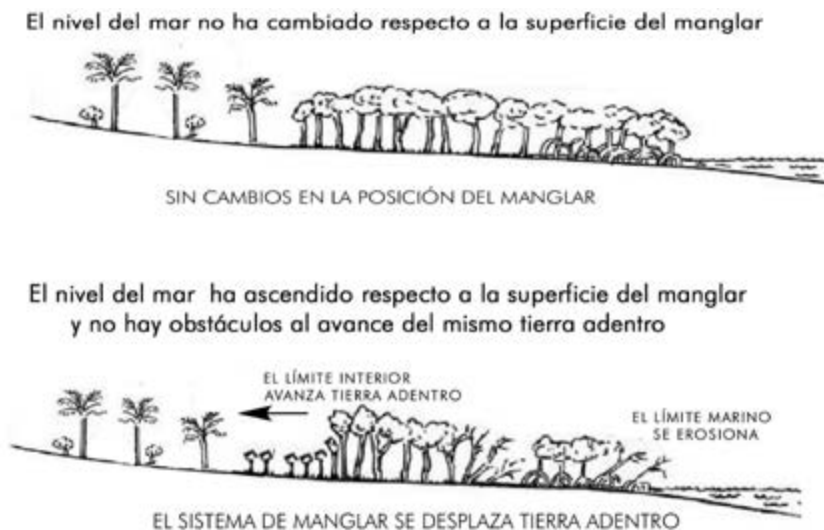 El nivel del mar no ha cambiado respecto a la superficie del manglar
SIN CAMBIOS EN LA POSICIÓN DEL MANGLAR
El nivel del mar ha ascendido respecto a la superficie del manglar
y no hay obstáculos al avance del mismo tierra adentro
EL LÍMITE INTERIOR
AVANZA TIERRA ADENTRO
EL LÍMITE MARINO
SE EROSIONA
EL SISTEMA DE MANGLAR SE DESPLAZA TIERRA ADENTRO